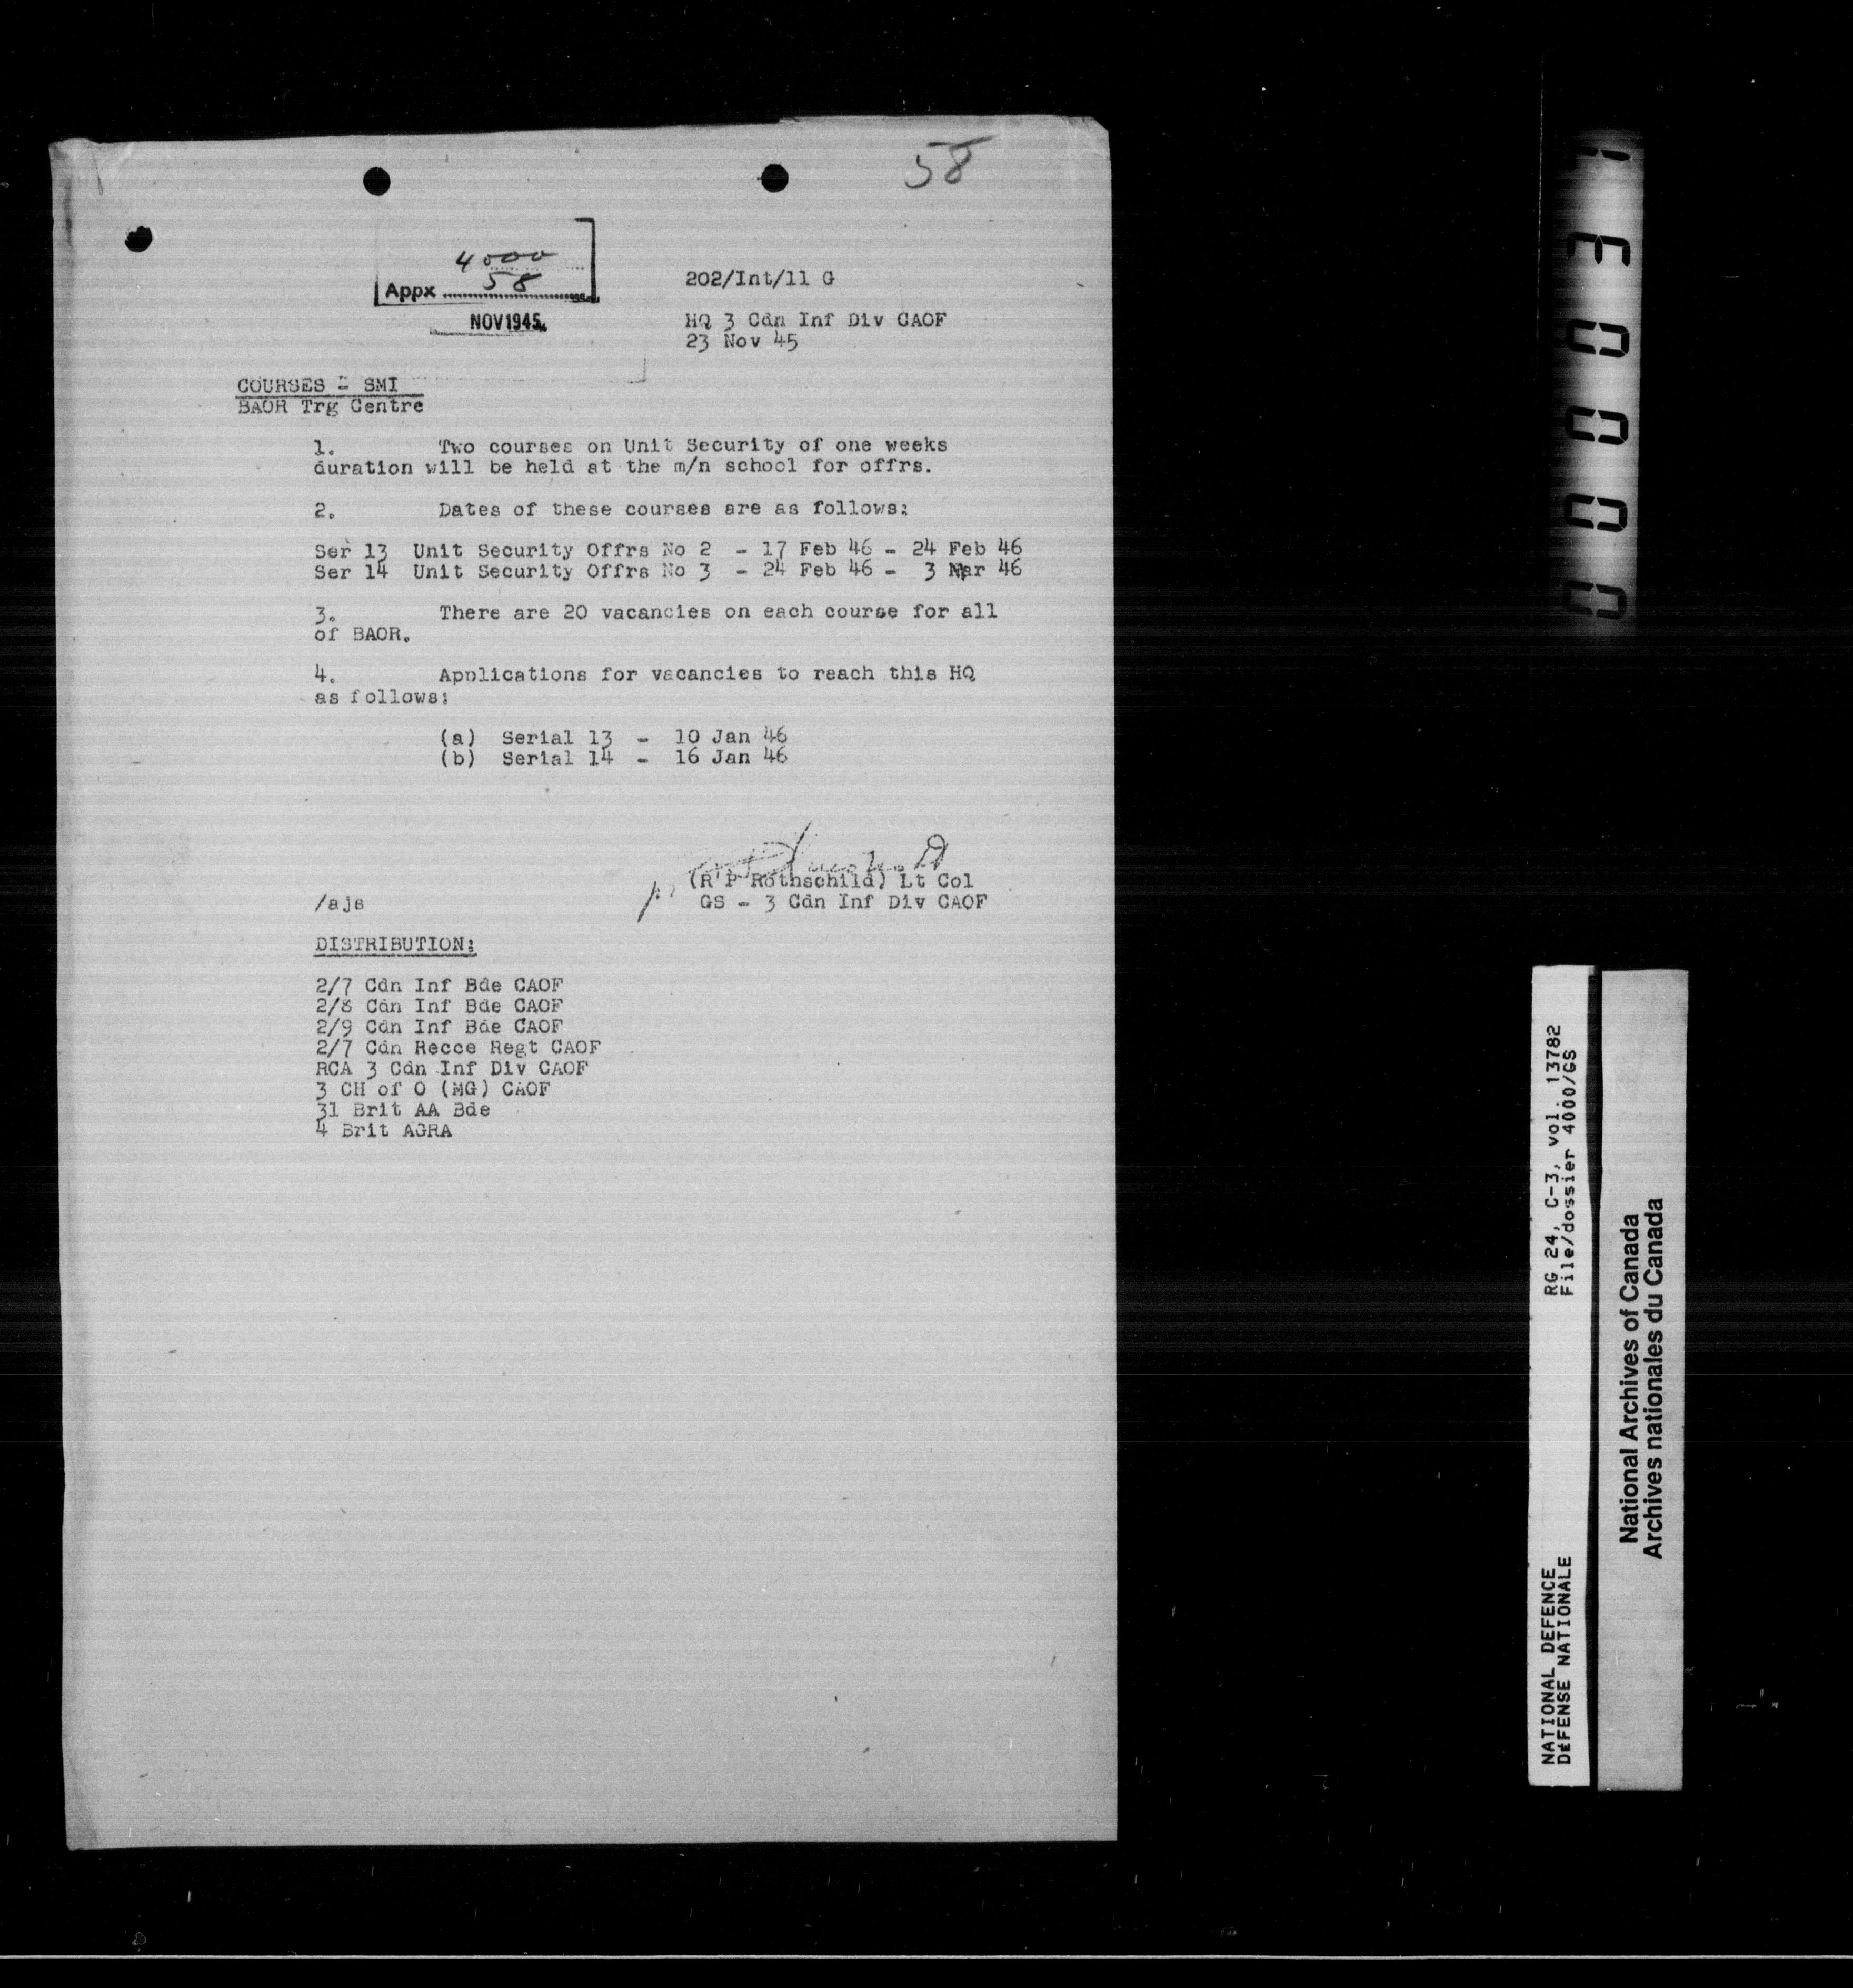 58
4000
Appx 58
NOV 1945
202/Int/11 G
HQ 3 Cdn Inf Div CAOF
23 Nov 45
COURSES - SMI
BAOR Trg Centre
1. Two courses on Unit Security of one weeks
duration will be held at the m/n school for offrs.
2. Dates of these courses are as follows:
Ser 13 Unit Security Offrs No 2 - 17 Feb 46 - 24 Feb 46
Ser 14 Unit Security Offrs No 3 - 24 Feb 46 - 3 Mar 46
3. There are 20 vacancies on each course for all
of BAOR.
4. Applications for vacancies to reach this HQ
as follows:
(a) Serial 13 - 10 Jan 46
(b) Serial 14 - 16 Jan 46
(R P Rothschild) Lt Col
/ajs GS - 3 Cdn Inf Div CAOF
DISTRIBUTION:
2/7 Cdn Inf Bde CAOF
2/8 Cdn Inf Bde CAOF
2/9 Cdn Inf Bde CAOF
2/7 Cdn Recce Regt CAOF
RCA 3 Cdn Inf Div CAOF
3 CH of O (MG) CAOF
31 Brit AA Bde
4 Brit AGRA
NATIONAL DEFENCE RG 24, C-3, vol. 13782
DÉFENSE NATIONALE File/dossier 4000/GS
National Archives of Canada
Archives nationales du Canada